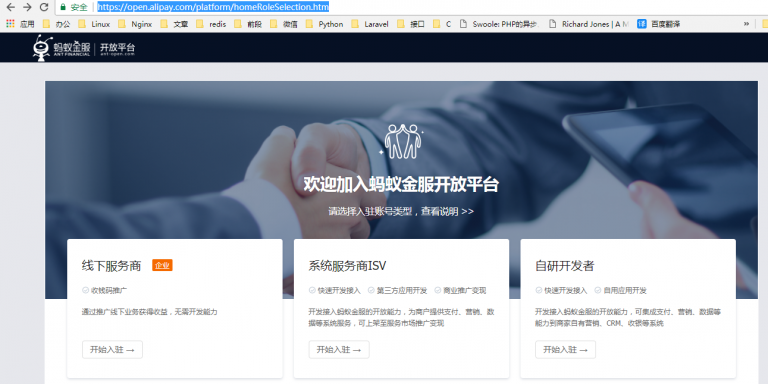 安全 https://open.alipay.com/platform/homeRoleSelection.htm
应用 办公 Linux Nginx 文章 redis 前段 微信 Python Laravel 接口 C Swoole: PHP的异步 Richard Jones | A M 译 百度翻译 »
蚂蚁金服 开放平台
ANT FINANCIAL ant-open.com
欢迎加入蚂蚁金服开放平台
请选择入驻账号类型，查看说明 >>
线下服务商 企业
收钱码推广
通过推广线下业务获得收益，无需开发能力
开始入驻 →
系统服务商ISV
快速开发接入 第三方应用开发 商业推广变现
开发接入蚂蚁金服的开放能力，为商户提供支付、营销、数
据等系统服务，可上架至服务市场推广变现
开始入驻 →
自研开发者
快速开发接入 自用应用开发
开发接入蚂蚁金服的开放能力，可集成支付、营销、数据等
能力到商家自有营销、CRM、收银等系统
开始入驻 →